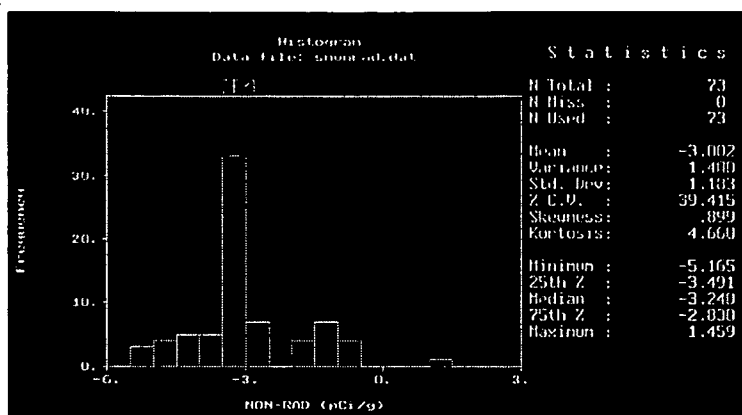 Histogram
Data file: snonrad.dat
Statistics
N Total : 73
N Miss : 0
N Used : 73
Mean : -3.002
Variance: 1.400
Std. Dev: 1.183
% C.V. : 39.415
Skewness: .899
Kurtosis: 4.660
Minimum : -5.165
25th % : -3.491
Median : -3.240
75th % : -2.830
Maximum : 1.459
Frequency
40.
30.
20.
10.
0.
-6. -3. 0. 3.
NON-RAD (pCi/g)